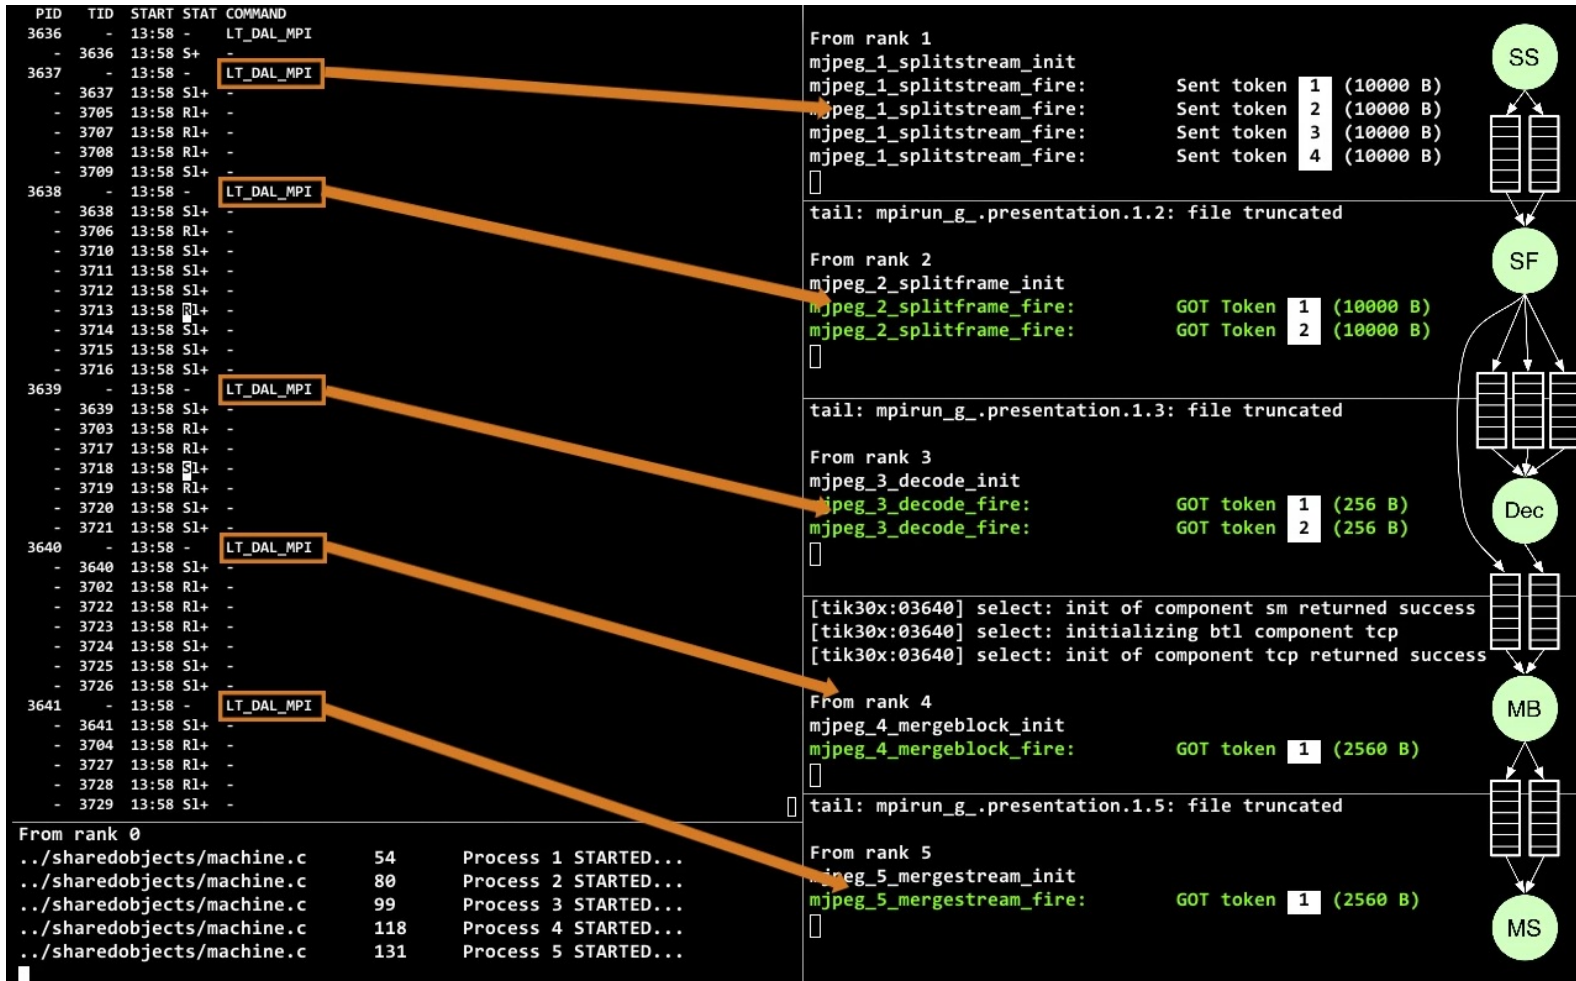 PID TID START STAT COMMAND
3636 - 13:58 - LT_DAL_MPI
- 3636 13:58 S+ -
3637 - 13:58 - LT_DAL_MPI
- 3637 13:58 Sl+ -
- 3705 13:58 Rl+ -
- 3707 13:58 Rl+ -
- 3708 13:58 Rl+ -
- 3709 13:58 Sl+ -
3638 - 13:58 - LT_DAL_MPI
- 3638 13:58 Sl+ -
- 3706 13:58 Rl+ -
- 3710 13:58 Sl+ -
- 3711 13:58 Sl+ -
- 3712 13:58 Sl+ -
- 3713 13:58 Rl+ -
- 3714 13:58 Sl+ -
- 3715 13:58 Sl+ -
- 3716 13:58 Sl+ -
3639 - 13:58 - LT_DAL_MPI
- 3639 13:58 Sl+ -
- 3703 13:58 Rl+ -
- 3717 13:58 Rl+ -
- 3718 13:58 Sl+ -
- 3719 13:58 Rl+ -
- 3720 13:58 Sl+ -
- 3721 13:58 Sl+ -
3640 - 13:58 - LT_DAL_MPI
- 3640 13:58 Sl+ -
- 3702 13:58 Rl+ -
- 3722 13:58 Rl+ -
- 3723 13:58 Rl+ -
- 3724 13:58 Sl+ -
- 3725 13:58 Sl+ -
- 3726 13:58 Sl+ -
3641 - 13:58 - LT_DAL_MPI
- 3641 13:58 Sl+ -
- 3704 13:58 Rl+ -
- 3727 13:58 Rl+ -
- 3728 13:58 Rl+ -
- 3729 13:58 Sl+ -
From rank 0
../sharedobjects/machine.c 54 Process 1 STARTED...
../sharedobjects/machine.c 80 Process 2 STARTED...
../sharedobjects/machine.c 99 Process 3 STARTED...
../sharedobjects/machine.c 118 Process 4 STARTED...
../sharedobjects/machine.c 131 Process 5 STARTED...
From rank 1
mjpeg_1_splitstream_init
mjpeg_1_splitstream_fire: Sent token 1 (10000 B)
mjpeg_1_splitstream_fire: Sent token 2 (10000 B)
mjpeg_1_splitstream_fire: Sent token 3 (10000 B)
mjpeg_1_splitstream_fire: Sent token 4 (10000 B)
tail: mpirun_g_.presentation.1.2: file truncated
From rank 2
mjpeg_2_splitframe_init
mjpeg_2_splitframe_fire: GOT Token 1 (10000 B)
mjpeg_2_splitframe_fire: GOT Token 2 (10000 B)
tail: mpirun_g_.presentation.1.3: file truncated
From rank 3
mjpeg_3_decode_init
mjpeg_3_decode_fire: GOT token 1 (256 B)
mjpeg_3_decode_fire: GOT token 2 (256 B)
[tik30x:03640] select: init of component sm returned success
[tik30x:03640] select: initializing btl component tcp
[tik30x:03640] select: init of component tcp returned success
From rank 4
mjpeg_4_mergeblock_init
mjpeg_4_mergeblock_fire: GOT token 1 (2560 B)
tail: mpirun_g_.presentation.1.5: file truncated
From rank 5
mjpeg_5_mergestream_init
mjpeg_5_mergestream_fire: GOT token 1 (2560 B)
SS
SF
Dec
MB
MS